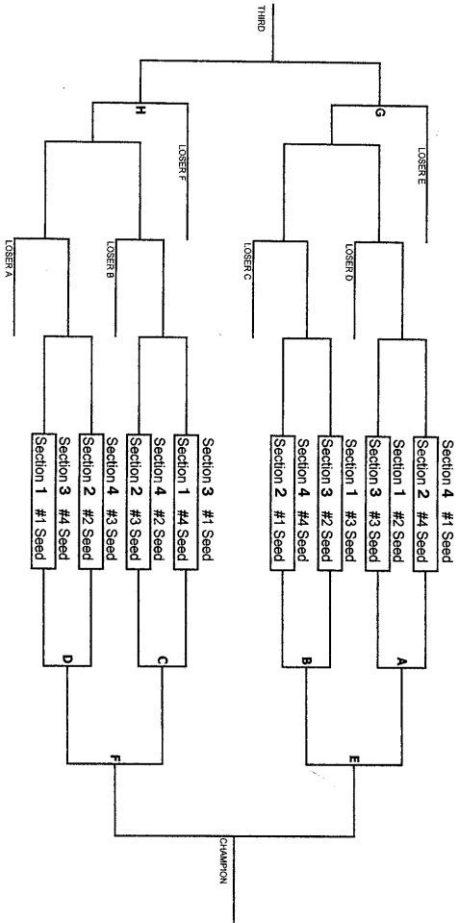 THIRD
G
H
LOSER E
LOSER F
LOSER D
LOSER C
LOSER B
LOSER A
Section 4 #1 Seed
Section 2 #4 Seed
Section 1 #2 Seed
Section 3 #3 Seed
Section 1 #3 Seed
Section 3 #2 Seed
Section 4 #4 Seed
Section 2 #1 Seed
Section 3 #1 Seed
Section 1 #4 Seed
Section 4 #2 Seed
Section 2 #3 Seed
Section 4 #3 Seed
Section 2 #2 Seed
Section 3 #4 Seed
Section 1 #1 Seed
A
B
C
D
E
F
CHAMPION